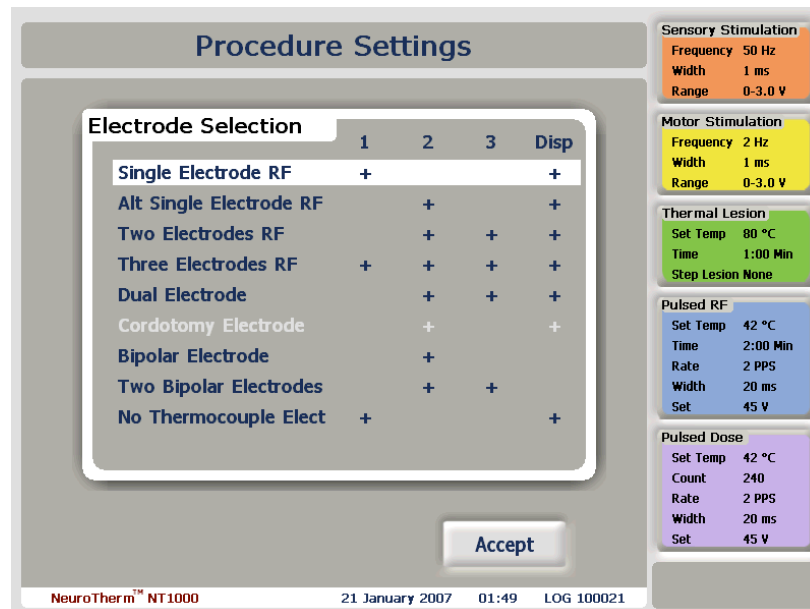 Procedure Settings
Electrode Selection
1 2 3 Disp
Single Electrode RF + +
Alt Single Electrode RF + +
Two Electrodes RF + + +
Three Electrodes RF + + + +
Dual Electrode + + +
Cordotomy Electrode + +
Bipolar Electrode +
Two Bipolar Electrodes + +
No Thermocouple Elect + +
Accept
NeuroTherm™ NT1000 21 January 2007 01:49 LOG 100021
Sensory Stimulation
Frequency 50 Hz
Width 1 ms
Range 0-3.0 V
Motor Stimulation
Frequency 2 Hz
Width 1 ms
Range 0-3.0 V
Thermal Lesion
Set Temp 80 °C
Time 1:00 Min
Step Lesion None
Pulsed RF
Set Temp 42 °C
Time 2:00 Min
Rate 2 PPS
Width 20 ms
Set 45 V
Pulsed Dose
Set Temp 42 °C
Count 240
Rate 2 PPS
Width 20 ms
Set 45 V